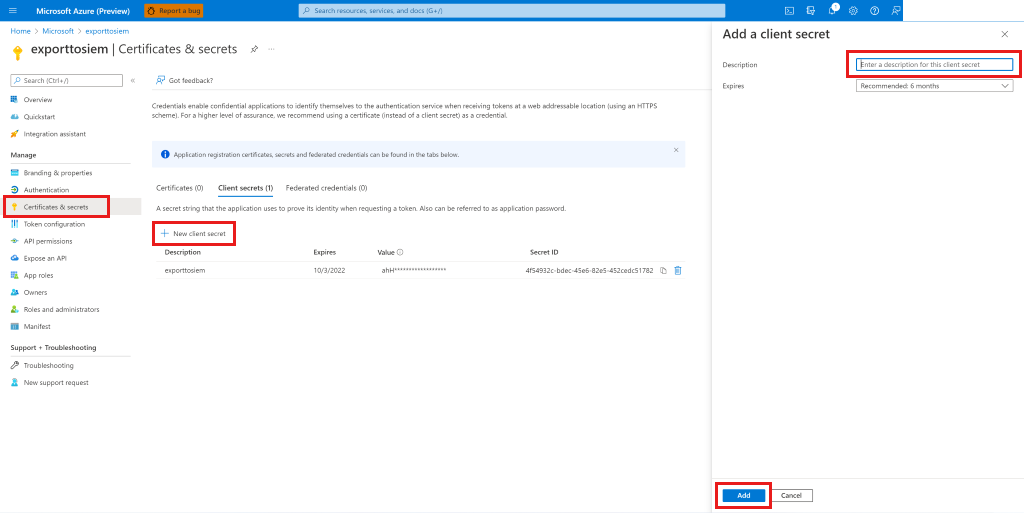 Microsoft Azure (Preview)
Report a bug
Search resources, services, and docs (G+/)
1
Home > Microsoft > exporttosiem
exporttosiem | Certificates & secrets
Search (Ctrl+/)
Overview
Quickstart
Integration assistant
Manage
Branding & properties
Authentication
Certificates & secrets
Token configuration
API permissions
Expose an API
App roles
Owners
Roles and administrators
Manifest
Support + Troubleshooting
Troubleshooting
New support request
Got feedback?
Credentials enable confidential applications to identify themselves to the authentication service when receiving tokens at a web addressable location (using an HTTPS
scheme). For a higher level of assurance, we recommend using a certificate (instead of a client secret) as a credential.
Application registration certificates, secrets and federated credentials can be found in the tabs below.
Certificates (0) Client secrets (1) Federated credentials (0)
A secret string that the application uses to prove its identity when requesting a token. Also can be referred to as application password.
New client secret
Description Expires Value Secret ID
exporttosiem 10/3/2022 ahH****************** 4f54932c-bdec-45e6-82e5-452cedc51782
Add a client secret
Description Enter a description for this client secret
Expires Recommended: 6 months
Add Cancel